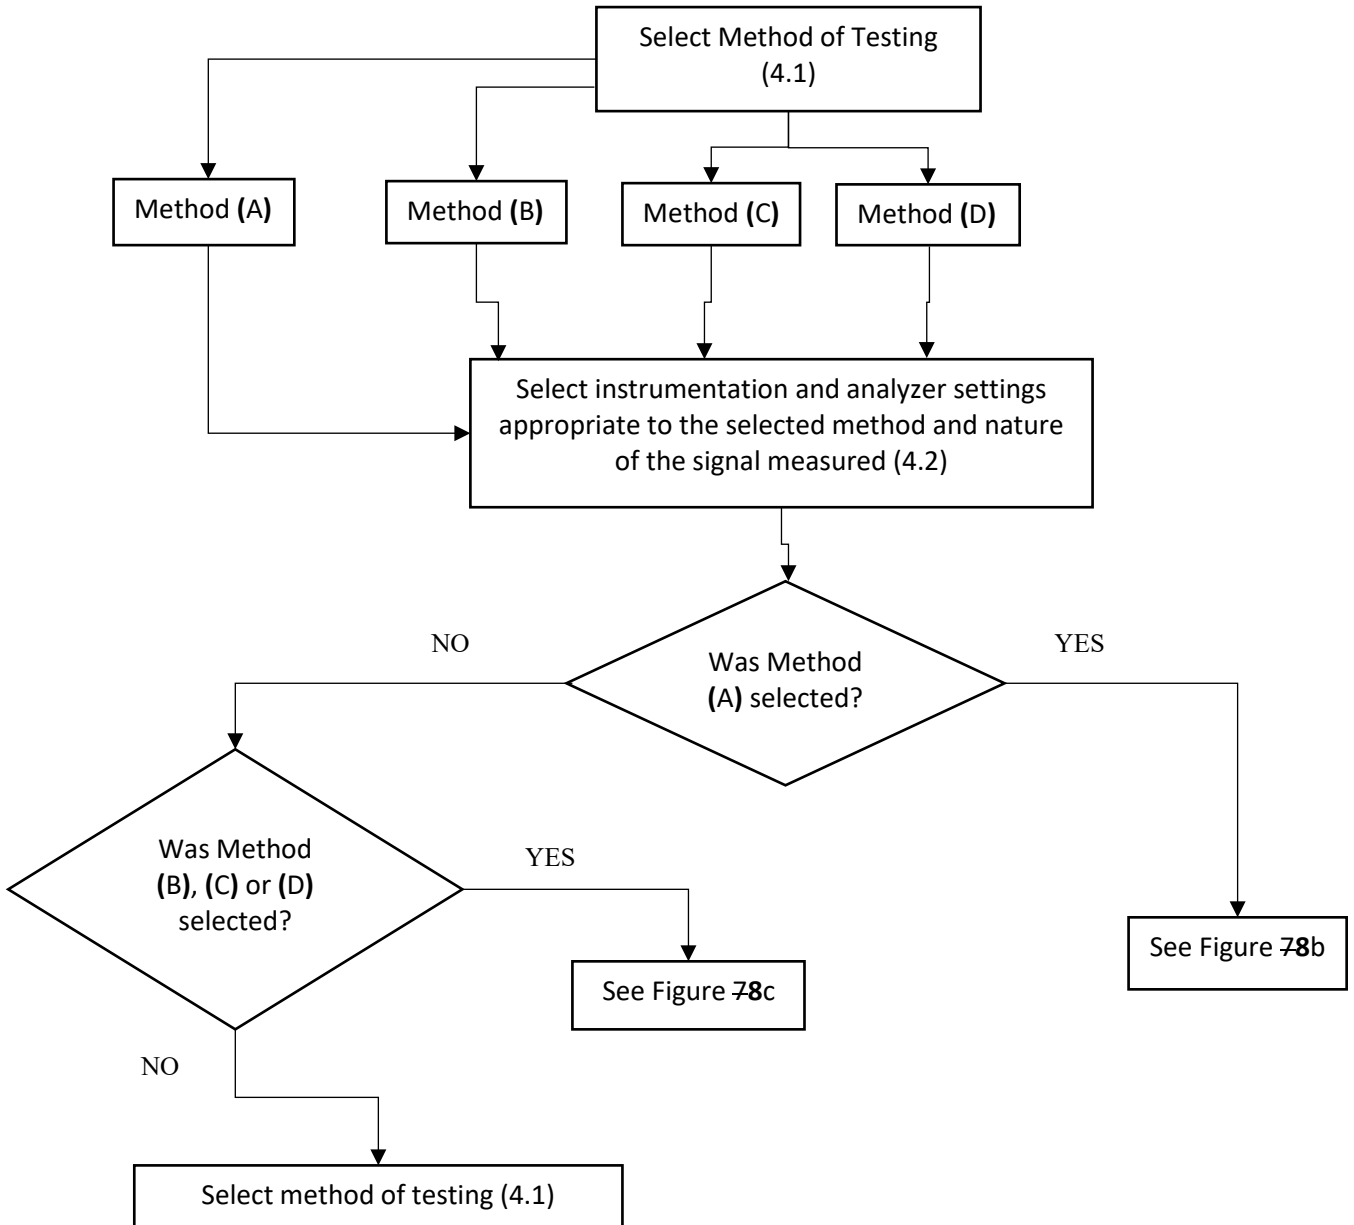 Select Method of Testing
(4.1)
Method (A)
Method (B)
Method (C)
Method (D)
Select instrumentation and analyzer settings
appropriate to the selected method and nature
of the signal measured (4.2)
NO
YES
Was Method
(A) selected?
Was Method
(B), (C) or (D)
selected?
YES
See Figure 78b
See Figure 78c
NO
Select method of testing (4.1)